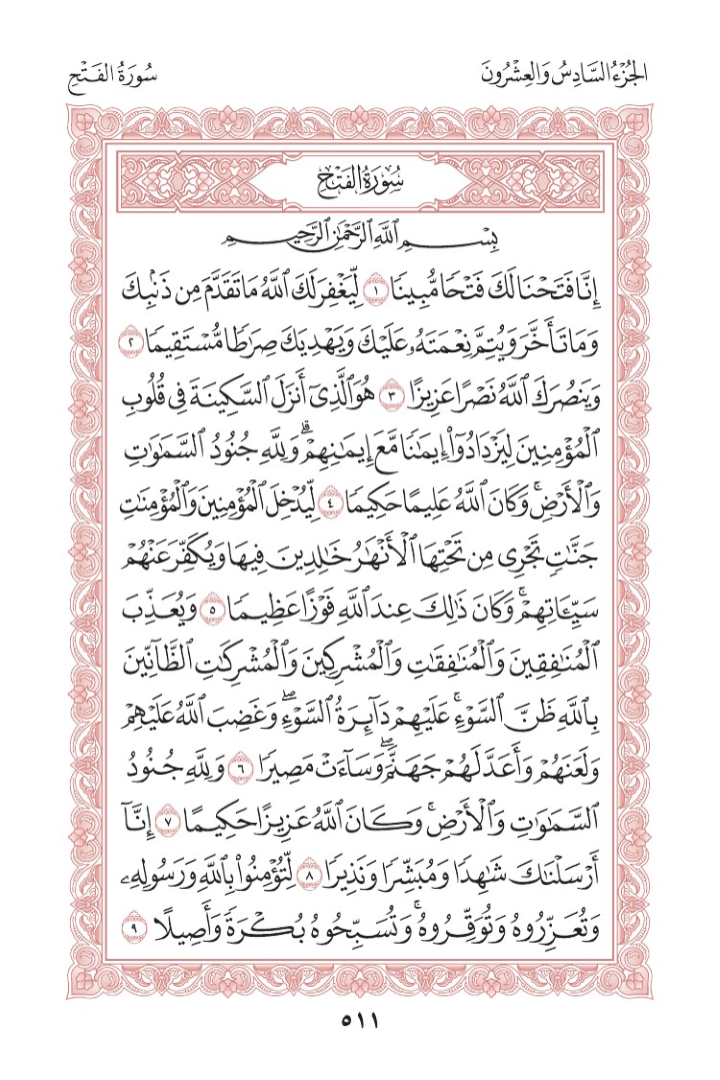 الجُزْءُ السَّادِسُ وَالعِشْرُونَ
سُورَةُ الفَتْحِ
سُورَةُ الفَتْحِ
بِسْمِ ٱللَّهِ ٱلرَّحْمَٰنِ ٱلرَّحِيمِ
إِنَّا فَتَحْنَا لَكَ فَتْحًا مُّبِينًا ١ لِّيَغْفِرَ لَكَ ٱللَّهُ مَا تَقَدَّمَ مِن ذَنۢبِكَ
وَمَا تَأَخَّرَ وَيُتِمَّ نِعْمَتَهُۥ عَلَيْكَ وَيَهْدِيَكَ صِرَٰطًا مُّسْتَقِيمًا ٢
وَيَنصُرَكَ ٱللَّهُ نَصْرًا عَزِيزًا ٣ هُوَ ٱلَّذِىٓ أَنزَلَ ٱلسَّكِينَةَ فِى قُلُوبِ
ٱلْمُؤْمِنِينَ لِيَزْدَادُوٓا۟ إِيمَٰنًا مَّعَ إِيمَٰنِهِمْ ۗ وَلِلَّهِ جُنُودُ ٱلسَّمَٰوَٰتِ
وَٱلْأَرْضِ ۚ وَكَانَ ٱللَّهُ عَلِيمًا حَكِيمًا ٤ لِّيُدْخِلَ ٱلْمُؤْمِنِينَ وَٱلْمُؤْمِنَٰتِ
جَنَّٰتٍ تَجْرِى مِن تَحْتِهَا ٱلْأَنْهَٰرُ خَٰلِدِينَ فِيهَا وَيُكَفِّرَ عَنْهُمْ
سَيِّـَٔاتِهِمْ ۚ وَكَانَ ذَٰلِكَ عِندَ ٱللَّهِ فَوْزًا عَظِيمًا ٥ وَيُعَذِّبَ
ٱلْمُنَٰفِقِينَ وَٱلْمُنَٰفِقَٰتِ وَٱلْمُشْرِكِينَ وَٱلْمُشْرِكَٰتِ ٱلظَّآنِّينَ
بِٱللَّهِ ظَنَّ ٱلسَّوْءِ ۚ عَلَيْهِمْ دَآئِرَةُ ٱلسَّوْءِ ۖ وَغَضِبَ ٱللَّهُ عَلَيْهِمْ
وَلَعَنَهُمْ وَأَعَدَّ لَهُمْ جَهَنَّمَ ۖ وَسَآءَتْ مَصِيرًا ٦ وَلِلَّهِ جُنُودُ
ٱلسَّمَٰوَٰتِ وَٱلْأَرْضِ ۚ وَكَانَ ٱللَّهُ عَزِيزًا حَكِيمًا ٧ إِنَّآ
أَرْسَلْنَٰكَ شَٰهِدًا وَمُبَشِّرًا وَنَذِيرًا ٨ لِّتُؤْمِنُوا۟ بِٱللَّهِ وَرَسُولِهِۦ
وَتُعَزِّرُوهُ وَتُوَقِّرُوهُ ۚ وَتُسَبِّحُوهُ بُكْرَةً وَأَصِيلًا ٩
٥١١